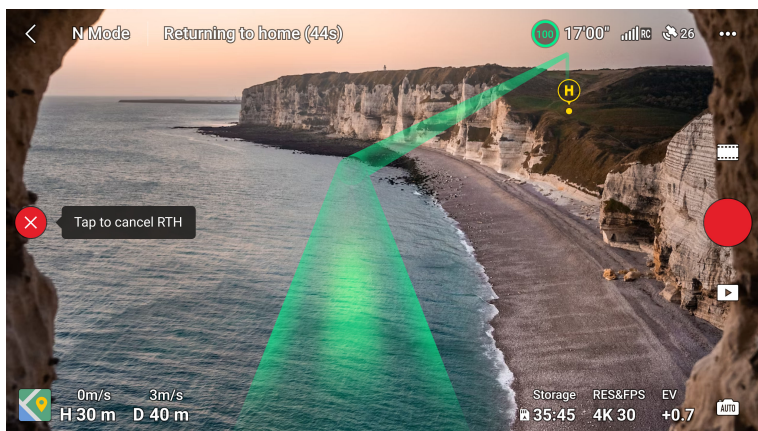 N Mode
Returning to home (44s)
100
17'00"
RC
26
H
Tap to cancel RTH
0m/s 3m/s
H 30 m D 40 m
Storage RES&FPS EV
35:45 4K 30 +0.7
AUTO